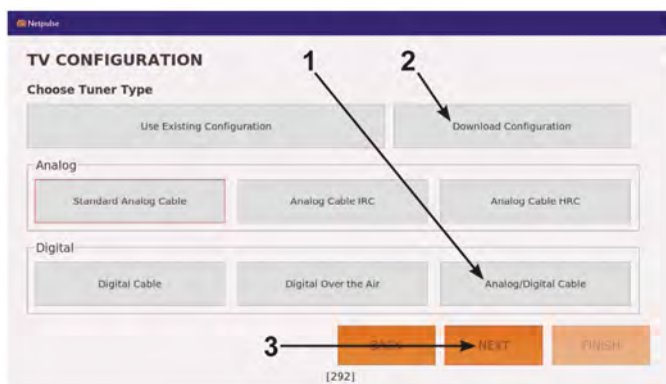 Netpulse
TV CONFIGURATION
1
2
Choose Tuner Type
Use Existing Configuration
Download Configuration
Analog
Standard Analog Cable
Analog Cable IRC
Analog Cable HRC
Digital
Digital Cable
Digital Over the Air
Analog/Digital Cable
3
BACK
NEXT
FINISH
[292]